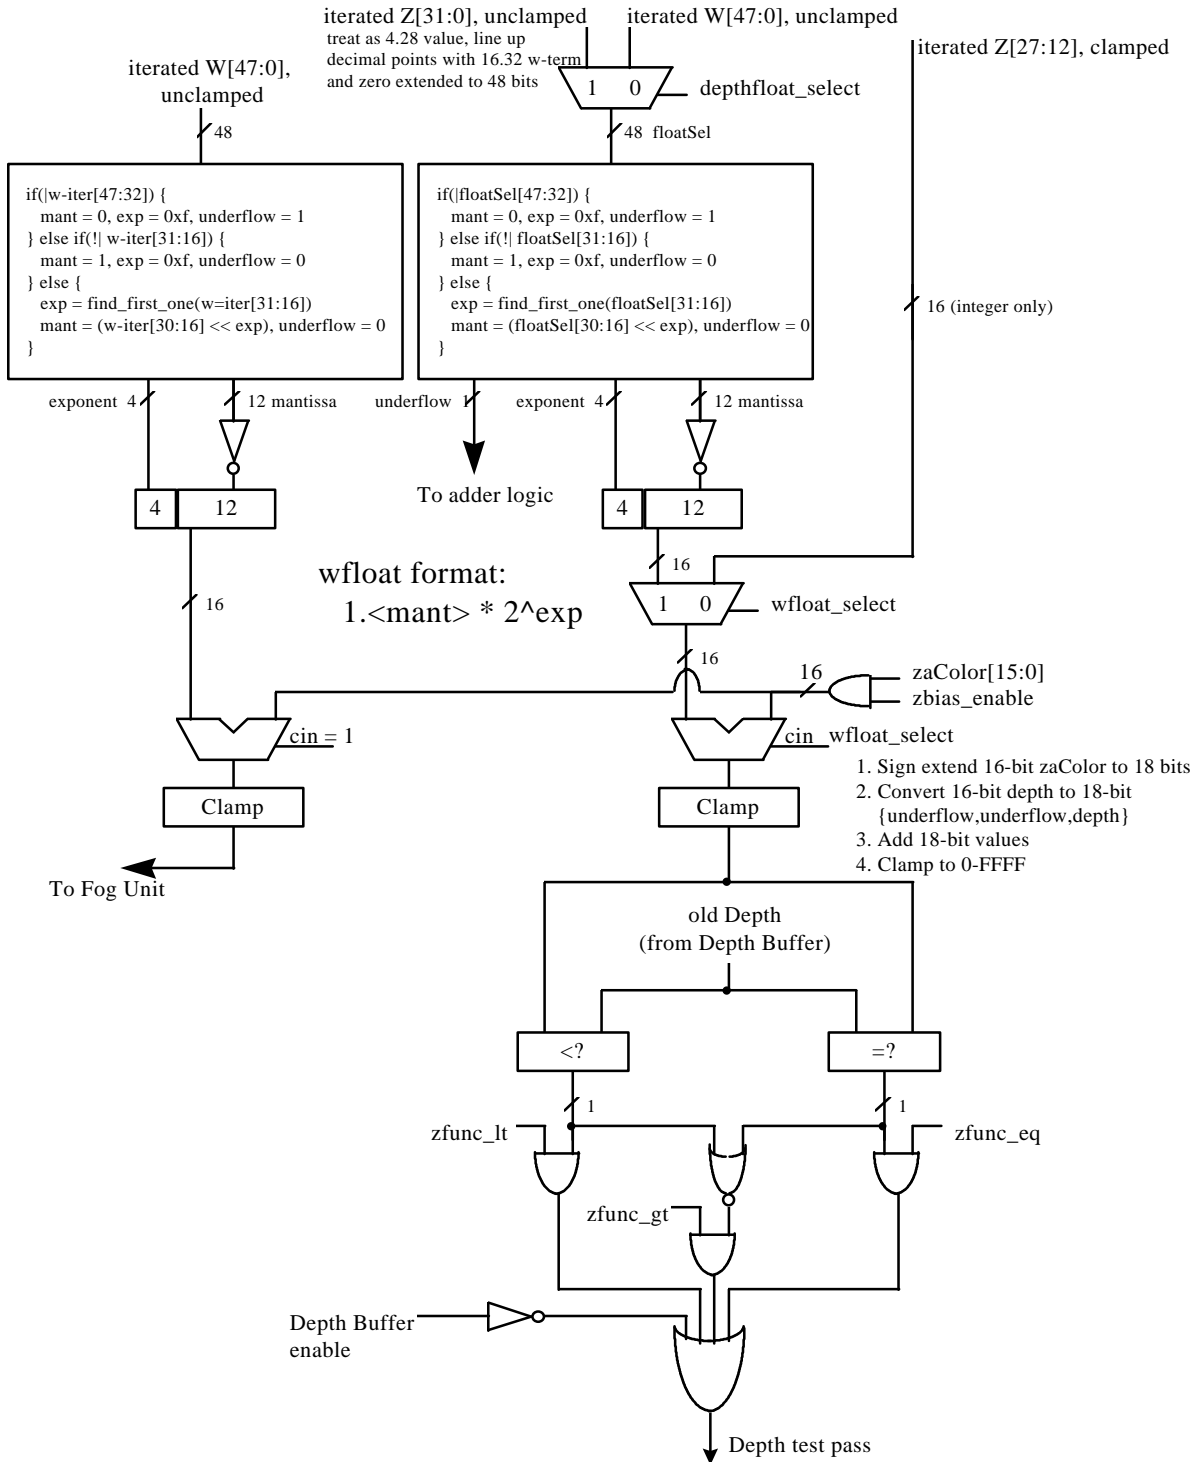 iterated Z[31:0], unclamped
iterated W[47:0], unclamped
treat as 4.28 value, line up
decimal points with 16.32 w-term
and zero extended to 48 bits
iterated Z[27:12], clamped
iterated W[47:0],
unclamped
1 0
depthfloat_select
48
48 floatSel
if(|w-iter[47:32]) {
mant = 0, exp = 0xf, underflow = 1
} else if(!| w-iter[31:16]) {
mant = 1, exp = 0xf, underflow = 0
} else {
exp = find_first_one(w=iter[31:16])
mant = (w-iter[30:16] << exp), underflow = 0
}
if(|floatSel[47:32]) {
mant = 0, exp = 0xf, underflow = 1
} else if(!| floatSel[31:16]) {
mant = 1, exp = 0xf, underflow = 0
} else {
exp = find_first_one(floatSel[31:16])
mant = (floatSel[30:16] << exp), underflow = 0
}
16 (integer only)
exponent 4
12 mantissa
underflow 1
exponent 4
12 mantissa
To adder logic
4 12
4 12
wfloat format:
1.<mant> * 2^exp
16
16
1 0
wfloat_select
16
16
zaColor[15:0]
zbias_enable
cin = 1
cin wfloat_select
Clamp
Clamp
1. Sign extend 16-bit zaColor to 18 bits
2. Convert 16-bit depth to 18-bit
{underflow,underflow,depth}
3. Add 18-bit values
4. Clamp to 0-FFFF
To Fog Unit
old Depth
(from Depth Buffer)
<?
=?
1
1
zfunc_lt
zfunc_eq
zfunc_gt
Depth Buffer
enable
Depth test pass